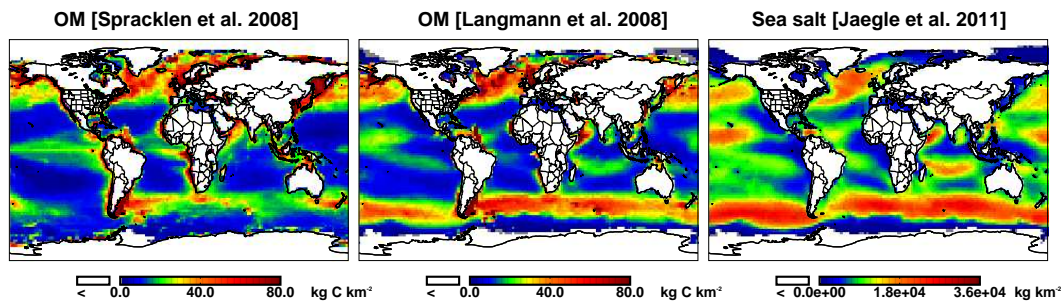 OM [Spracklen et al. 2008]
OM [Langmann et al. 2008]
Sea salt [Jaegle et al. 2011]
< 0.0 40.0 80.0 kg C km-2
< 0.0 40.0 80.0 kg C km-2
< 0.0e+00 1.8e+04 3.6e+04 kg km-2